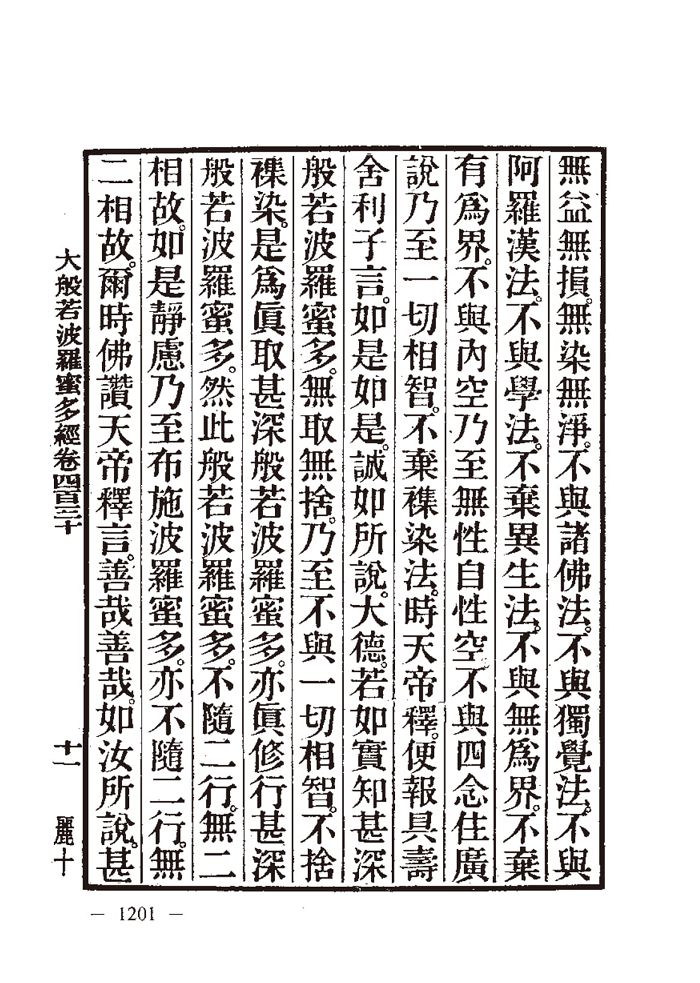 無益無損。無染無淨。不與諸佛法。不與獨覺法。不與
阿羅漢法。不與學法。不棄異生法。不與無爲界。不棄
有爲界。不與內空乃至無性自性空不與四念住廣
說乃至一切相智。不棄襍染法。時天帝釋。便報具壽
舍利子言。如是如是。誠如所說。大德。若如實知甚深
般若波羅蜜多。無取無捨。乃至不與一切相智。不捨
襍染。是爲眞取甚深般若波羅蜜多。亦眞修行甚深
般若波羅蜜多。然此般若波羅蜜多。不隨二行。無二
相故。如是靜慮乃至布施波羅蜜多。亦不隨二行。無
二相故。爾時佛讚天帝釋言。善哉善哉。如汝所說。甚
大般若波羅蜜多經卷四百三十
十一
麗十
— 1201 —